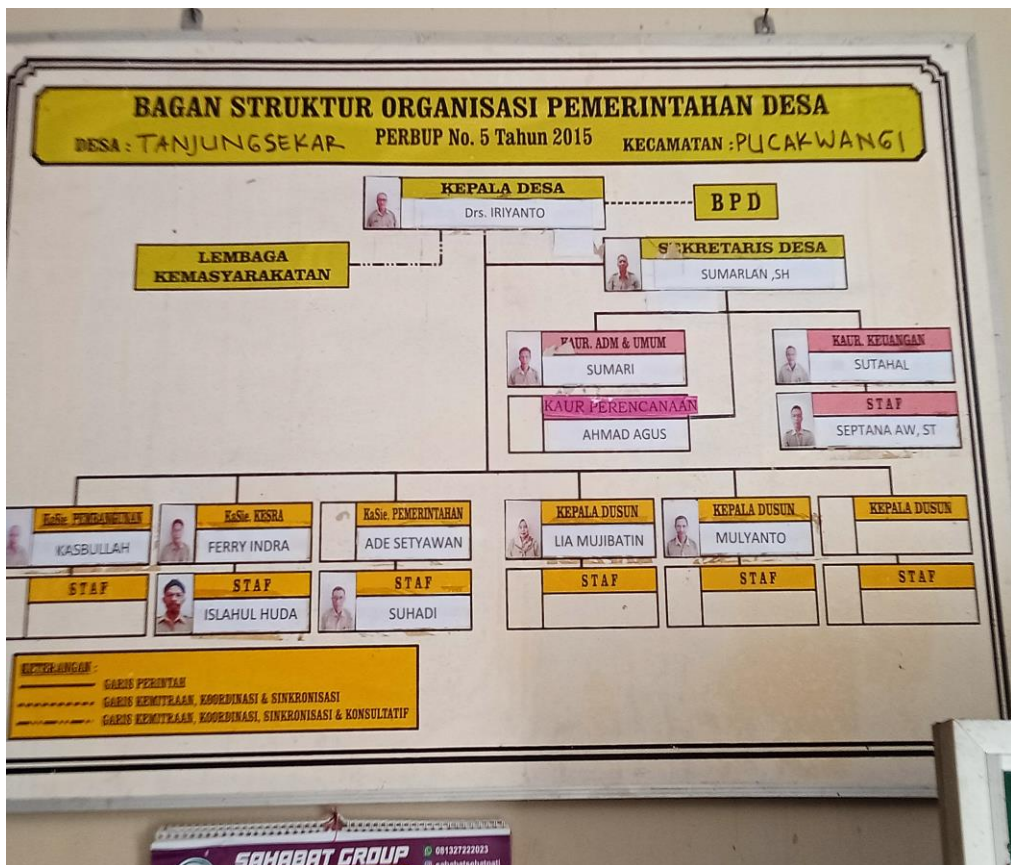 BAGAN STRUKTUR ORGANISASI PEMERINTAHAN DESA
DESA : TANJUNGSEKAR
PERBUP No. 5 Tahun 2015
KECAMATAN : PUCAKWANGI
KEPALA DESA
Drs. IRIYANTO
BPD
LEMBAGA
KEMASYARAKATAN
SEKRETARIS DESA
SUMARLAN ,SH
KAUR. ADM & UMUM
SUMARI
KAUR. KEUANGAN
SUTAHAL
KAUR PERENCANAAN
AHMAD AGUS
STAF
SEPTANA AW, ST
KaSie. PEMBANGUNAN
KASBULLAH
KaSie. KESRA
FERRY INDRA
KaSie. PEMERINTAHAN
ADE SETYAWAN
KEPALA DUSUN
LIA MUJIBATIN
KEPALA DUSUN
MULYANTO
KEPALA DUSUN
STAF
STAF
ISLAHUL HUDA
STAF
SUHADI
STAF
STAF
STAF
KETERANGAN :
GARIS PERINTAH
GARIS KEMITRAAN, KOORDINASI & SINKRONISASI
GARIS KEMITRAAN, KOORDINASI, SINKRONISASI & KONSULTATIF
SAHABAT GROUP
081327222023